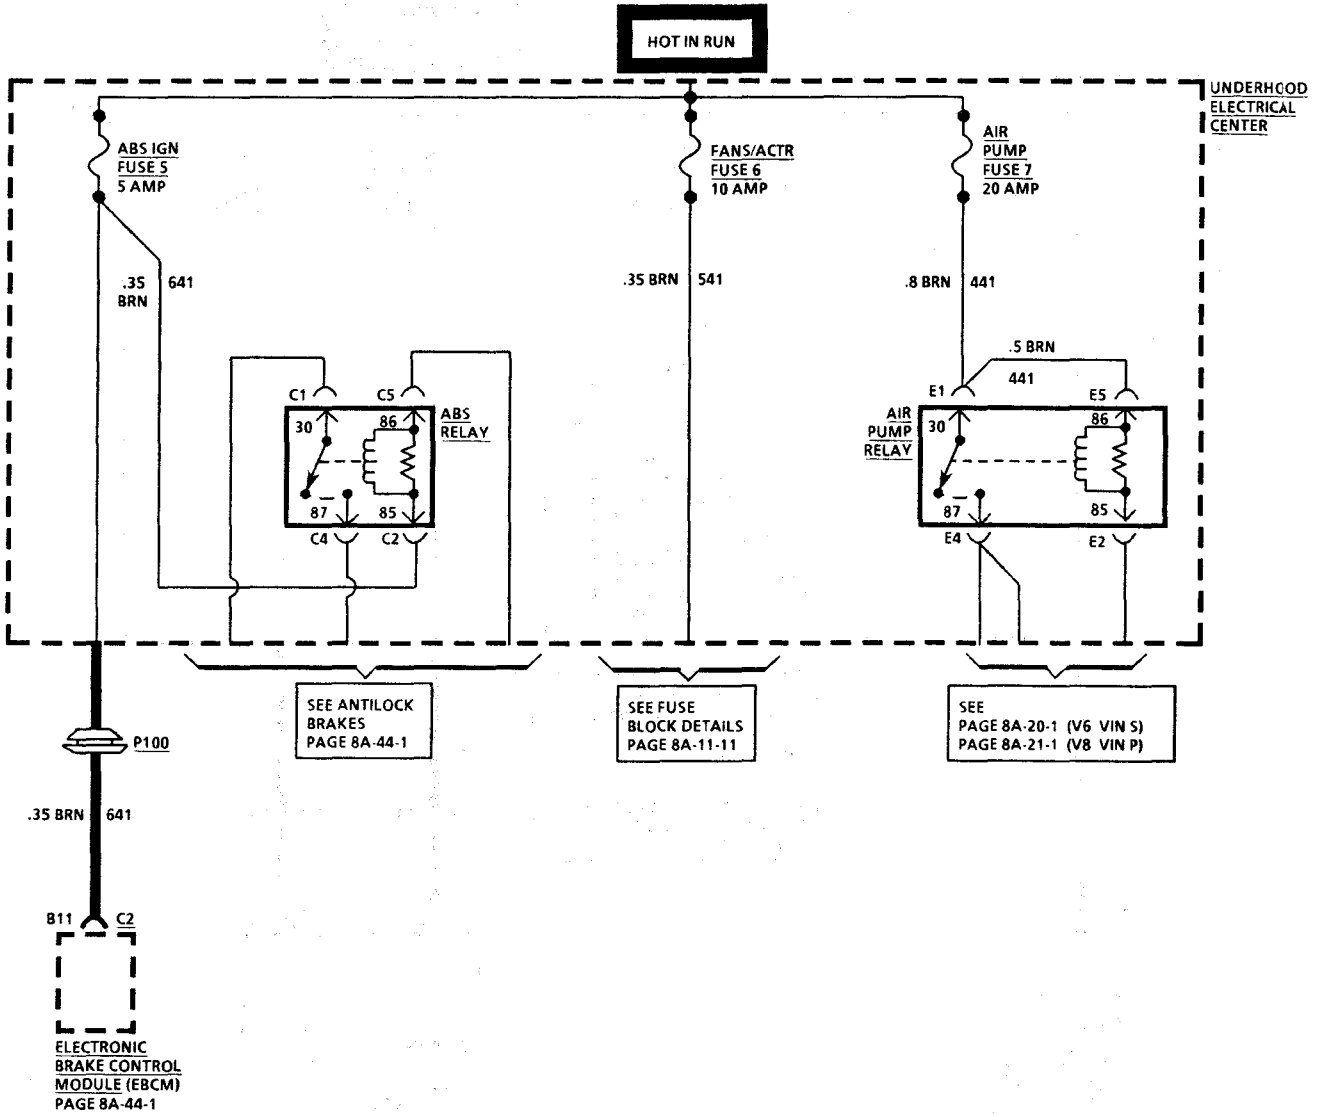 HOT IN RUN
UNDERHOOD
ELECTRICAL
CENTER
ABS IGN
FUSE 5
5 AMP
FANS/ACTR
FUSE 6
10 AMP
AIR
PUMP
FUSE 7
20 AMP
.35
BRN
641
.35 BRN
541
.8 BRN
441
.5 BRN
441
C1
C5
ABS
RELAY
30
86
87
85
C4
C2
E1
E5
AIR
PUMP
RELAY
30
86
87
85
E4
E2
SEE ANTILOCK
BRAKES
PAGE 8A-44-1
SEE FUSE
BLOCK DETAILS
PAGE 8A-11-11
SEE
PAGE 8A-20-1 (V6 VIN S)
PAGE 8A-21-1 (V8 VIN P)
P100
.35 BRN
641
B11
C2
ELECTRONIC
BRAKE CONTROL
MODULE (EBCM)
PAGE 8A-44-1